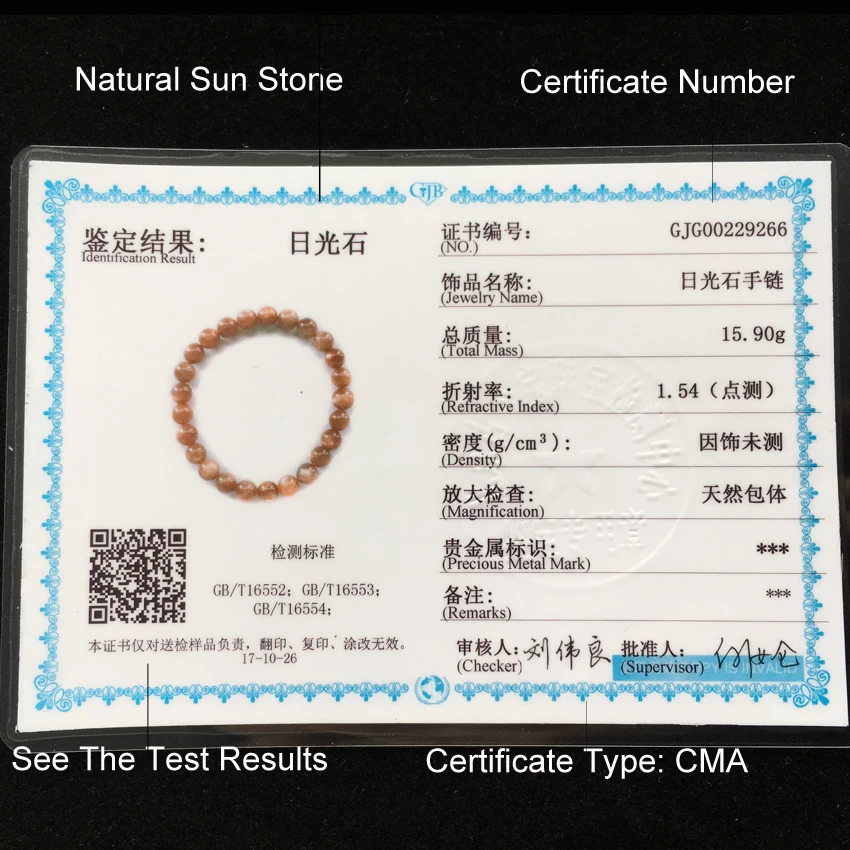 Natural Sun Stone
Certificate Number
GJB
鉴定结果:
Identification Result
日光石
检测标准
GB/T16552; GB/T16553;
GB/T16554;
本证书仅对送检样品负责，翻印、复印、涂改无效。
17-10-26
证书编号:
(NO.)
GJG00229266
饰品名称:
(Jewelry Name)
日光石手链
总质量:
(Total Mass)
15.90g
折射率:
(Refractive Index)
1.54（点测）
密度(g/cm³):
(Density)
因饰未测
放大检查:
(Magnification)
天然包体
贵金属标识:
(Precious Metal Mark)
***
备注:
(Remarks)
***
审核人:
(Checker)
刘伟良
批准人:
(Supervisor)
IS INVALID
See The Test Results
Certificate Type: CMA